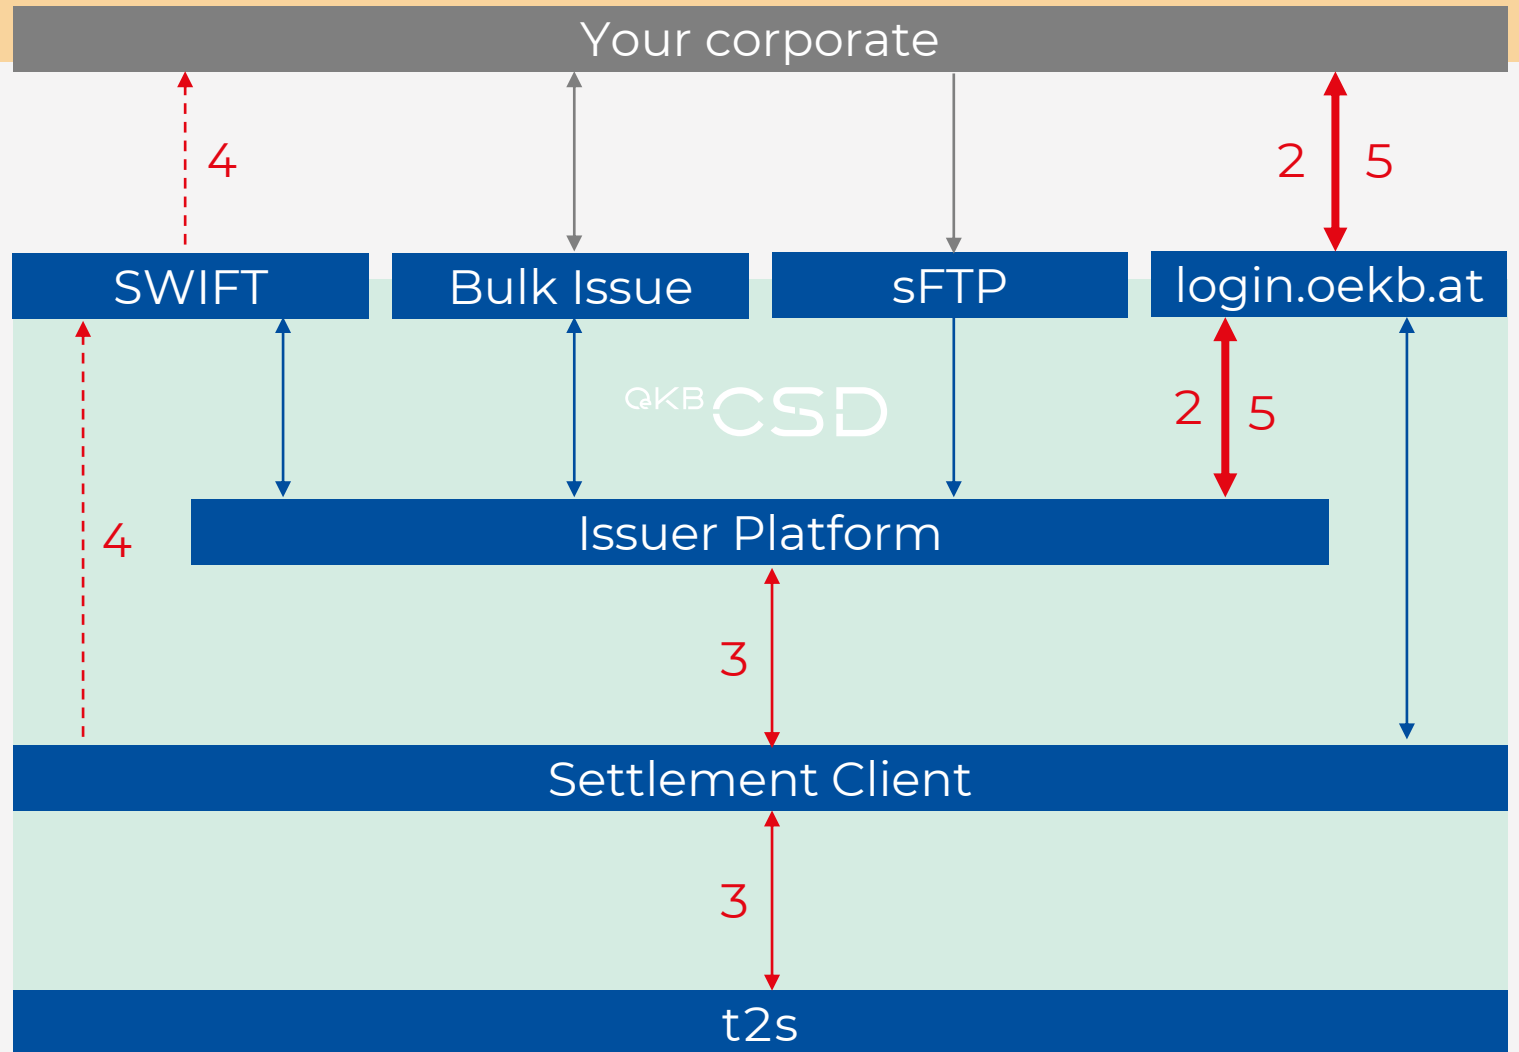 Your corporate
4
2 5
SWIFT
Bulk Issue
sFTP
login.oekb.at
OeKB CSD
2 5
4
Issuer Platform
3
Settlement Client
3
t2s